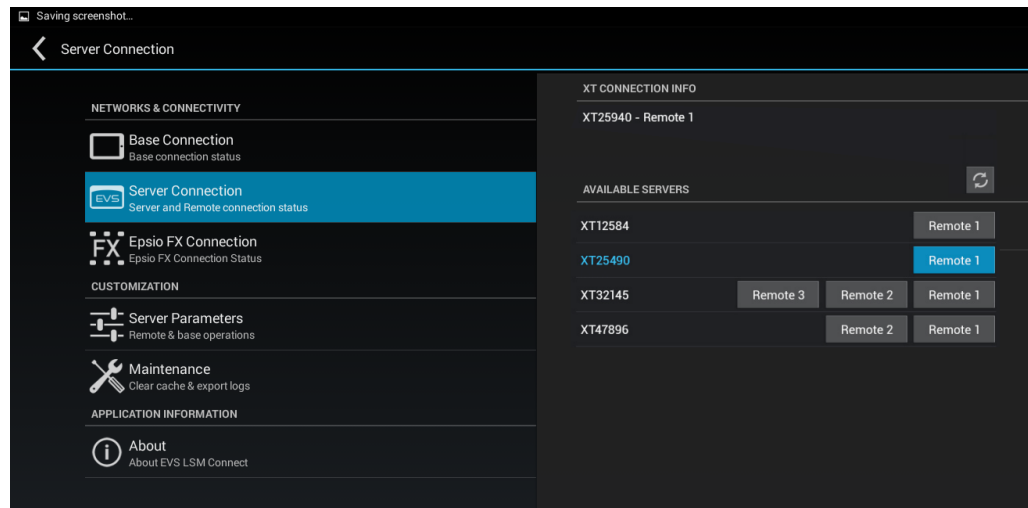 Saving screenshot...
Server Connection
NETWORKS & CONNECTIVITY
Base Connection
Base connection status
EVS
Server Connection
Server and Remote connection status
FX
Epsio FX Connection
Epsio FX Connection Status
CUSTOMIZATION
Server Parameters
Remote & base operations
Maintenance
Clear cache & export logs
APPLICATION INFORMATION
About
About EVS LSM Connect
XT CONNECTION INFO
XT25940 - Remote 1
AVAILABLE SERVERS
XT12584 Remote 1
XT25490 Remote 1
XT32145 Remote 3 Remote 2 Remote 1
XT47896 Remote 2 Remote 1